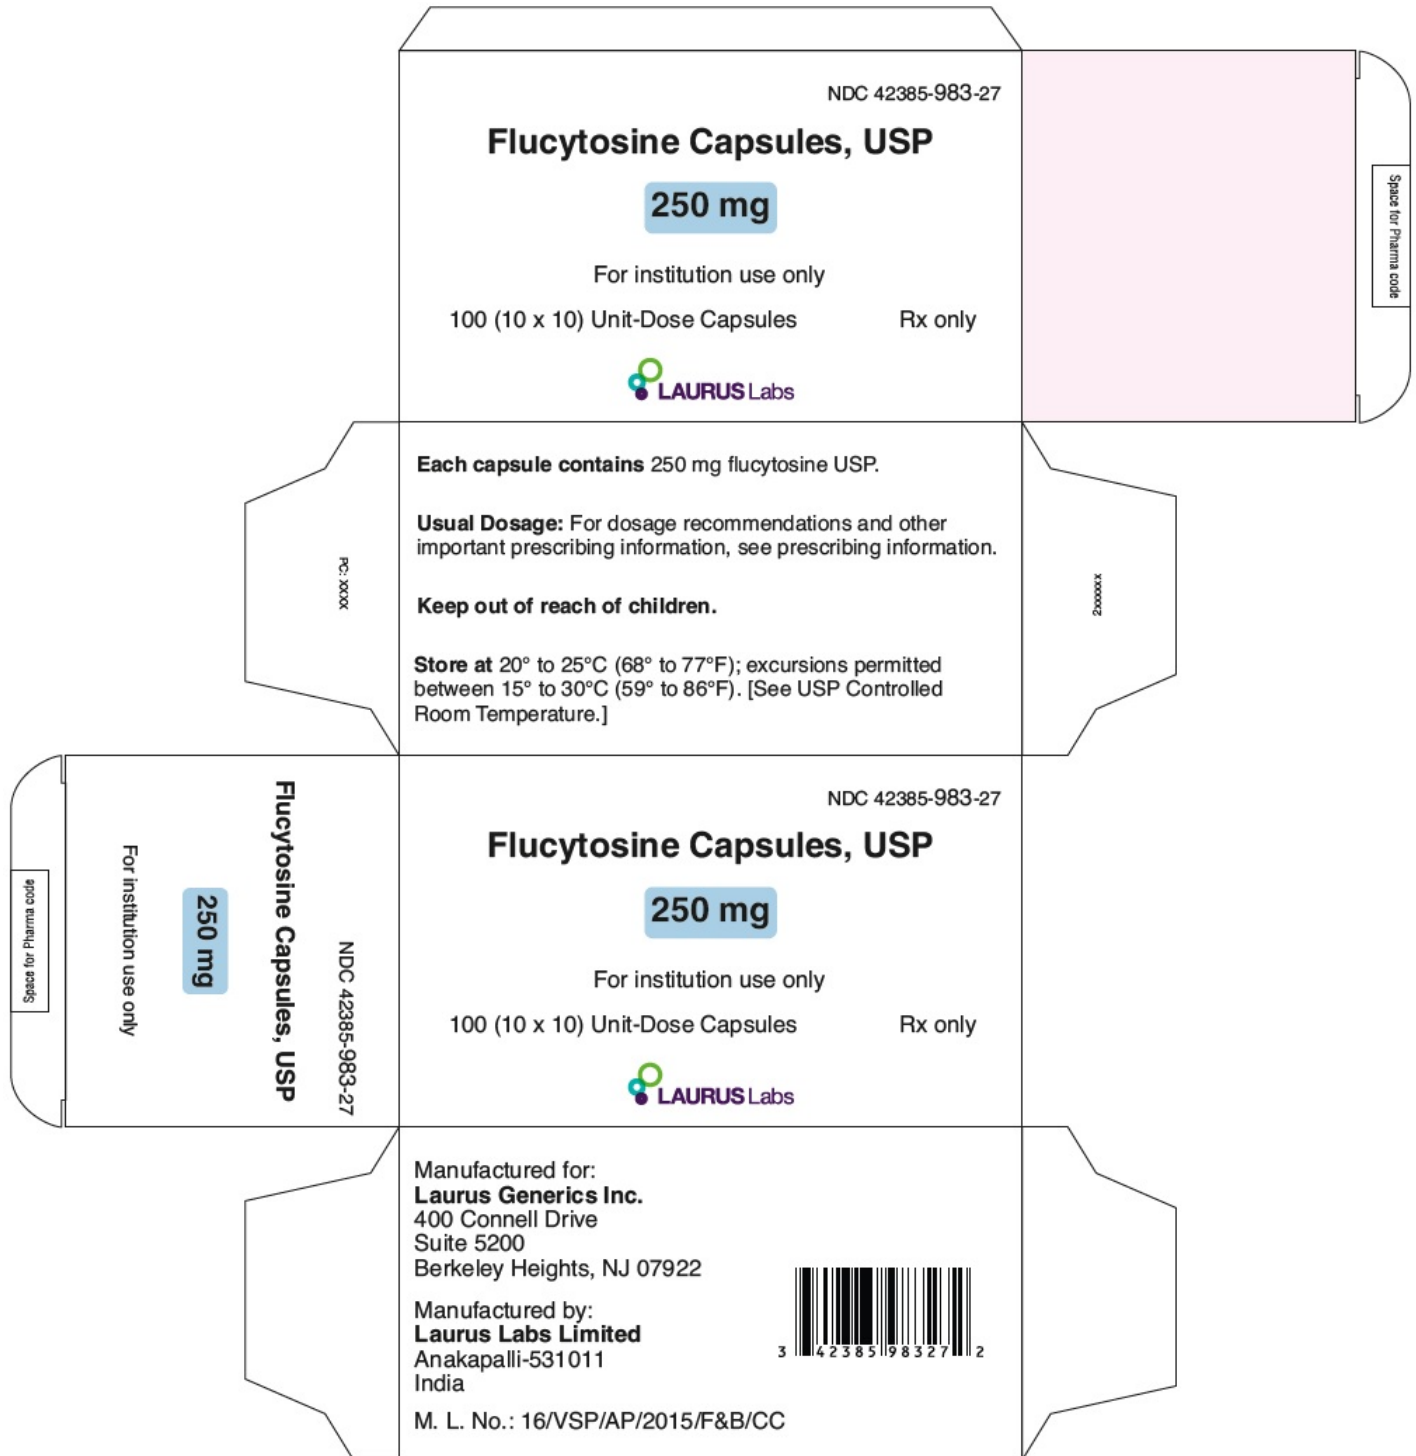 NDC 42385-983-27
Flucytosine Capsules, USP
250 mg
For institution use only
100 (10 x 10) Unit-Dose Capsules Rx only
LAURUS Labs
Space for Pharma code
Each capsule contains 250 mg flucytosine USP.
Usual Dosage: For dosage recommendations and other
important prescribing information, see prescribing information.
Keep out of reach of children.
Store at 20° to 25°C (68° to 77°F); excursions permitted
between 15° to 30°C (59° to 86°F). [See USP Controlled
Room Temperature.]
PC: XXXX
2xxxxxx
Space for Pharma code
For institution use only
250 mg
Flucytosine Capsules, USP
NDC 42385-983-27
NDC 42385-983-27
Flucytosine Capsules, USP
250 mg
For institution use only
100 (10 x 10) Unit-Dose Capsules Rx only
LAURUS Labs
Manufactured for:
Laurus Generics Inc.
400 Connell Drive
Suite 5200
Berkeley Heights, NJ 07922
Manufactured by:
Laurus Labs Limited
Anakapalli-531011
India
M. L. No.: 16/VSP/AP/2015/F&B/CC
3 42385 98327 2